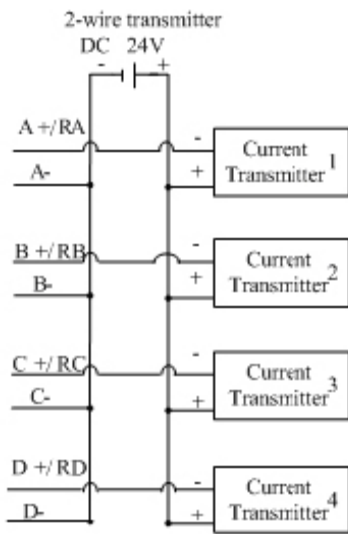 2-wire transmitter
DC - 24V +
A +/RA - Current
A- + Transmitter 1
B +/RB - Current
B- + Transmitter 2
C +/RC - Current
C- + Transmitter 3
D +/RD - Current
D- + Transmitter 4